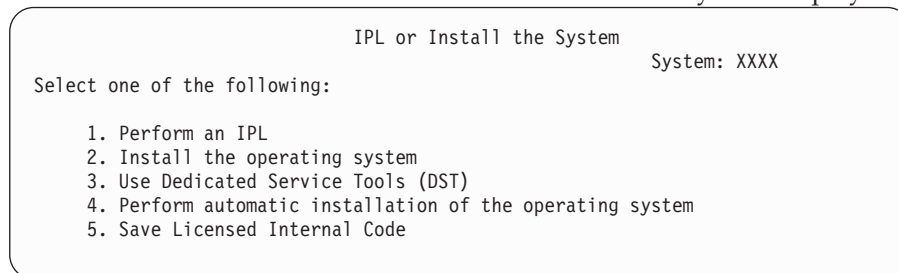 IPL or Install the System
System: XXXX
Select one of the following:
1. Perform an IPL
2. Install the operating system
3. Use Dedicated Service Tools (DST)
4. Perform automatic installation of the operating system
5. Save Licensed Internal Code